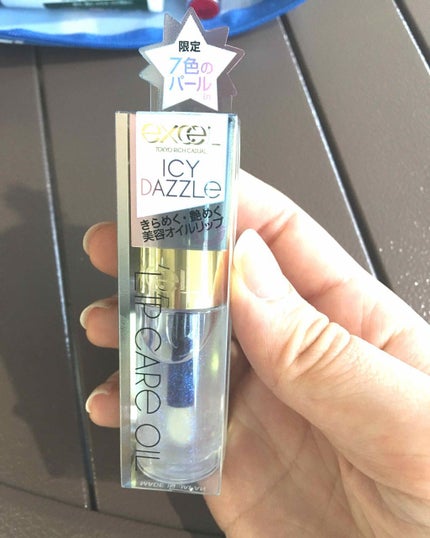 限定
7色の
パール
excel
TOKYO RICH CASUAL
ICY
DAZZLe
きらめく・艶めく
美容オイルリップ
LIP CARE OIL